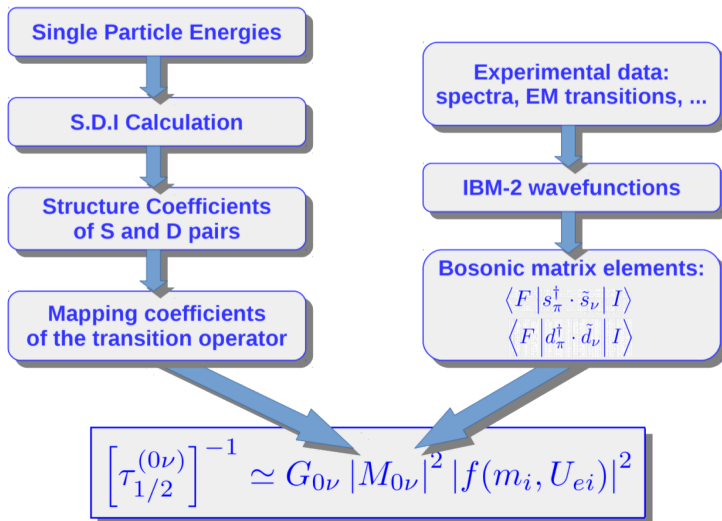 Single Particle Energies
S.D.I Calculation
Structure Coefficients
of S and D pairs
Mapping coefficients
of the transition operator
Experimental data:
spectra, EM transitions, ...
IBM-2 wavefunctions
Bosonic matrix elements:
⟨F |s†π · s̃ν| I⟩
⟨F |d†π · d̃ν| I⟩
[τ1/2^(0ν)]^−1 ≃ G0ν |M0ν|^2 |f(mi, Uei)|^2